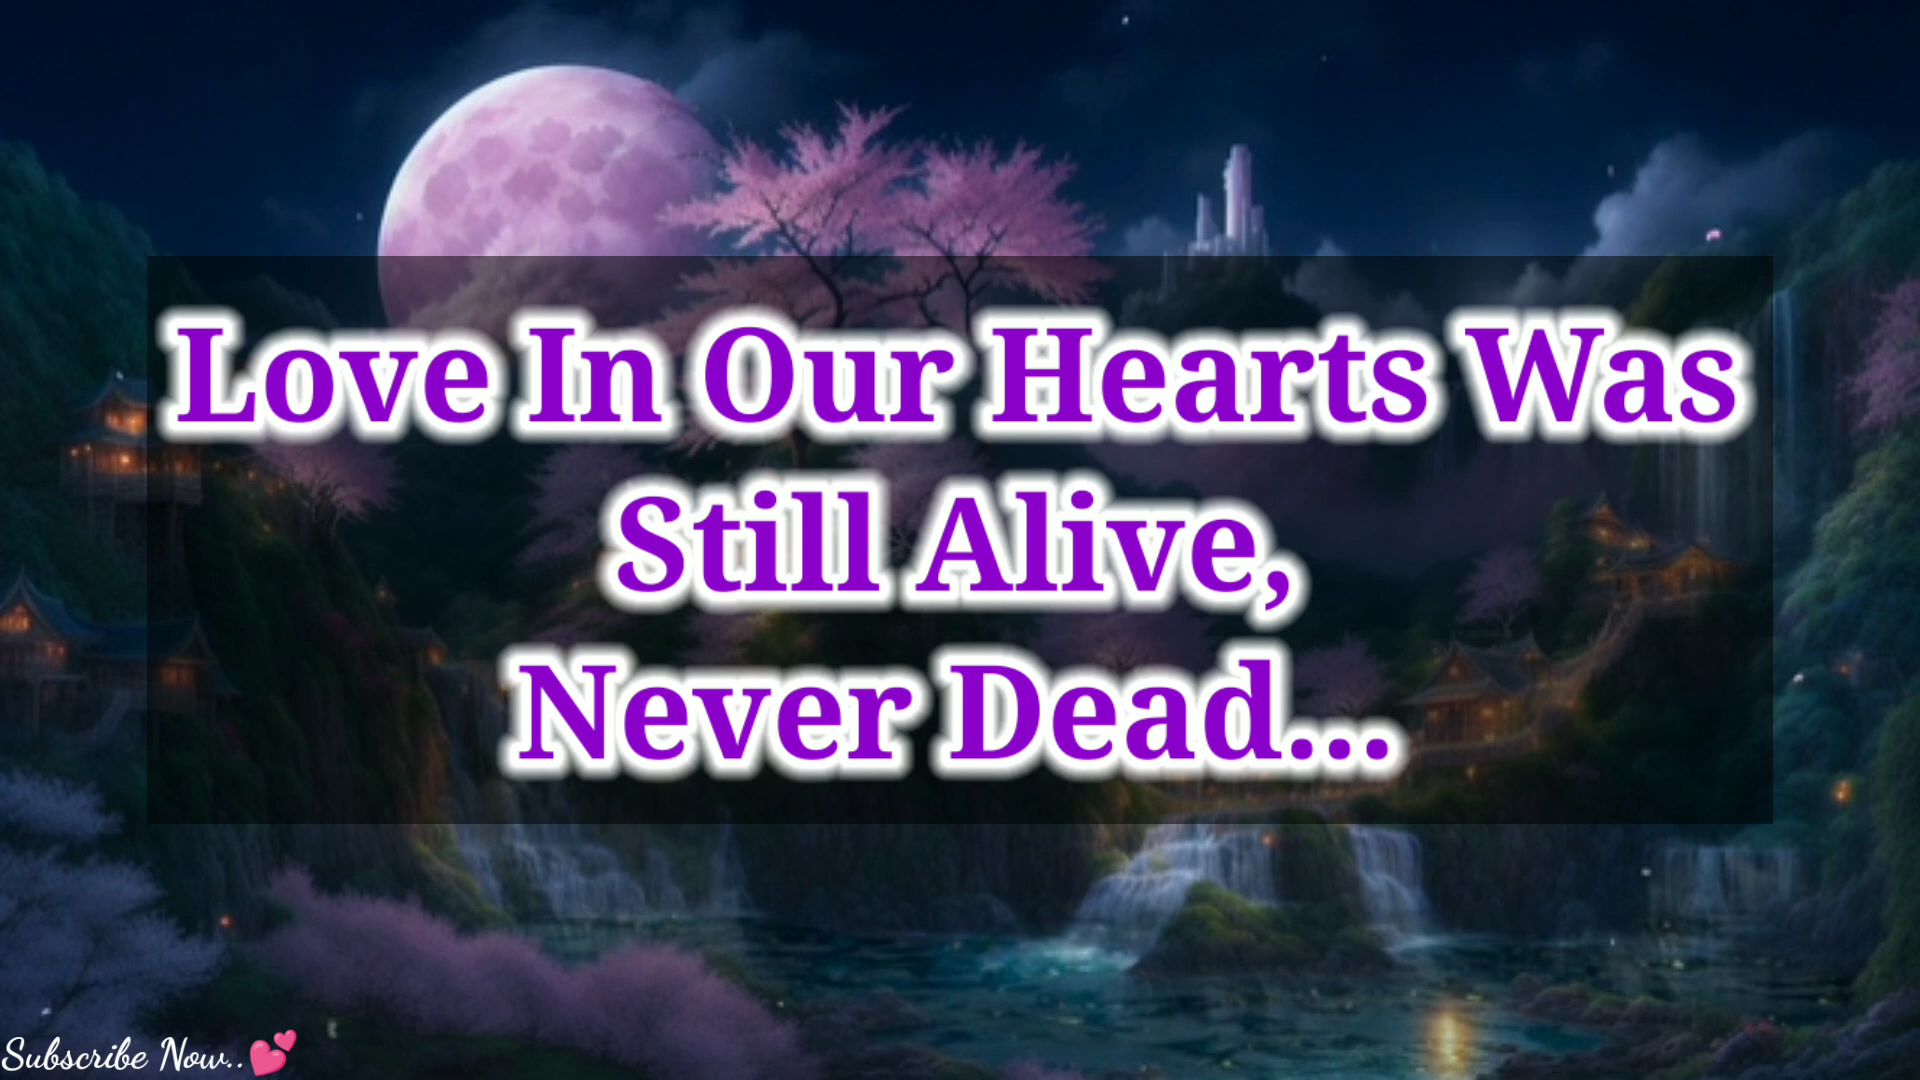 Love In Our Hearts Was
Still Alive,
Never Dead...
Subscribe Now..💕